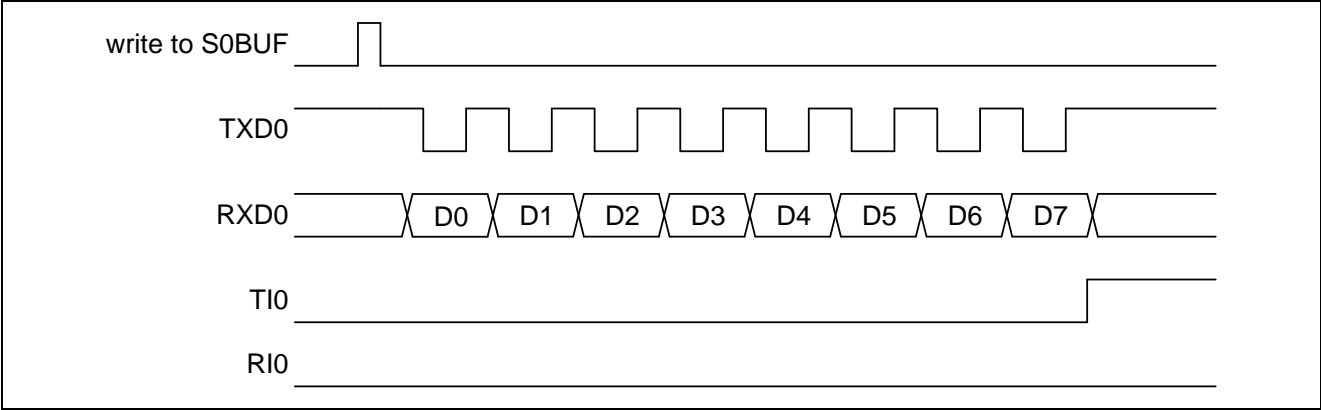 write to S0BUF
TXD0
RXD0 D0 D1 D2 D3 D4 D5 D6 D7
TI0
RI0